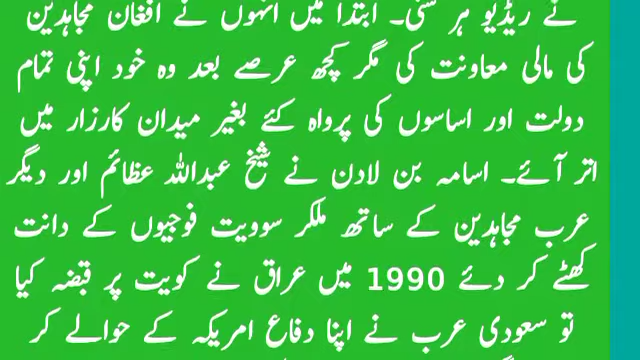 نے ریڈیو ہر سنی۔ ابتدا میں انہوں نے افغان مجاہدین
کی مالی معاونت کی مگر کچھ عرصے بعد وہ خود اپنی تمام
دولت اور اساسوں کی پرواہ کئے بغیر میدان کارزار میں
اتر آئے۔ اسامہ بن لادن نے شیخ عبداللہ عظائم اور دیگر
عرب مجاہدین کے ساتھ ملکر سوویت فوجیوں کے دانت
کھٹے کر دئے 1990 میں عراق نے کویت پر قبضہ کیا
تو سعودی عرب نے اپنا دفاع امریکہ کے حوالے کر